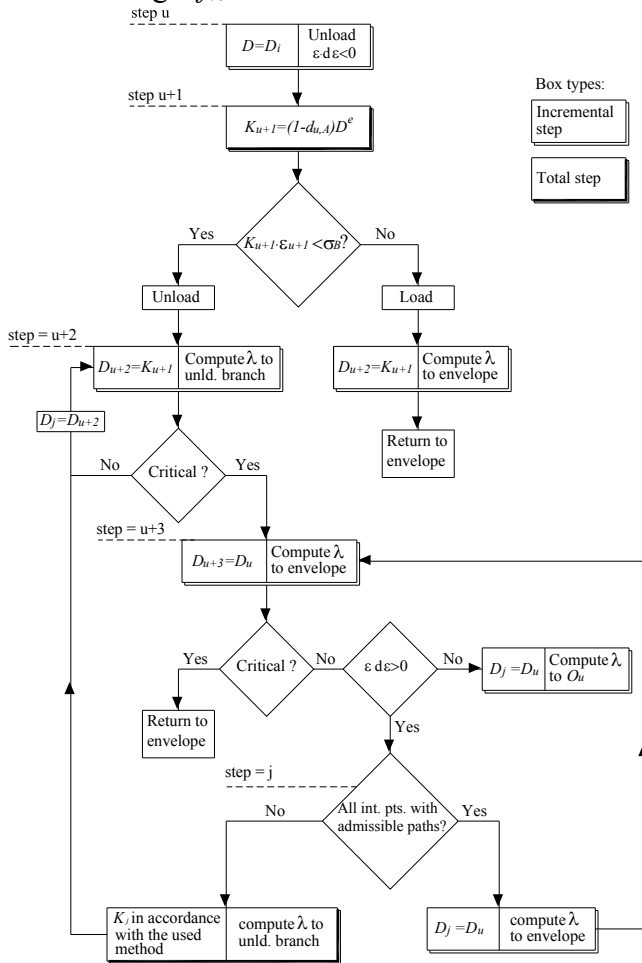 step u
D=Di
Unload
ε·dε<0
step u+1
Ku+1=(1-du,A)De
Box types:
Incremental
step
Total step
Ku+1·εu+1<σB?
Yes
No
Unload
Load
step = u+2
Du+2=Ku+1
Compute λ to
unld. branch
Du+2=Ku+1
Compute λ
to envelope
Dj=Du+2
Return to
envelope
No
Critical ?
Yes
step = u+3
Du+3=Du
Compute λ
to envelope
Yes
Critical ?
No
ε dε>0
No
Dj =Du
Compute λ
to Ou
Return to
envelope
Yes
step = j
No
All int. pts. with
admissible paths?
Yes
Kj in accordance
with the used
method
compute λ to
unld. branch
Dj =Du
compute λ
to envelope